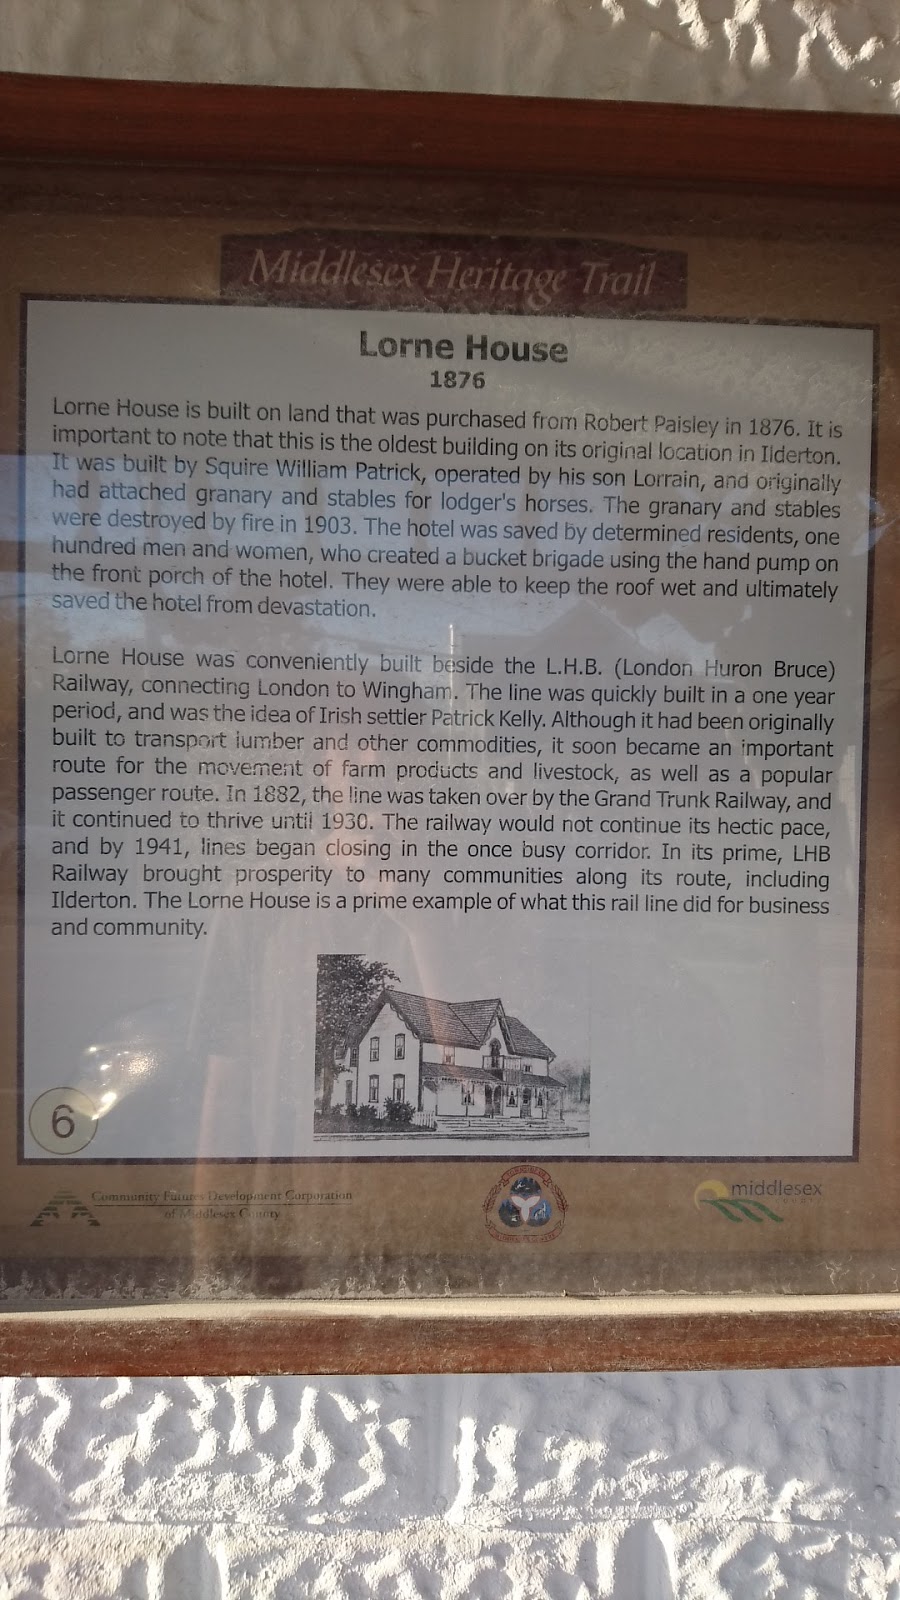 Middlesex Heritage Trail
Lorne House
1876
Lorne House is built on land that was purchased from Robert Paisley in 1876. It is
important to note that this is the oldest building on its original location in Ilderton.
It was built by Squire William Patrick, operated by his son Lorrain, and originally
had attached granary and stables for lodger's horses. The granary and stables
were destroyed by fire in 1903. The hotel was saved by determined residents, one
hundred men and women, who created a bucket brigade using the hand pump on
the front porch of the hotel. They were able to keep the roof wet and ultimately
saved the hotel from devastation.
Lorne House was conveniently built beside the L.H.B. (London Huron Bruce)
Railway, connecting London to Wingham. The line was quickly built in a one year
period, and was the idea of Irish settler Patrick Kelly. Although it had been originally
built to transport lumber and other commodities, it soon became an important
route for the movement of farm products and livestock, as well as a popular
passenger route. In 1882, the line was taken over by the Grand Trunk Railway, and
it continued to thrive until 1930. The railway would not continue its hectic pace,
and by 1941, lines began closing in the once busy corridor. In its prime, LHB
Railway brought prosperity to many communities along its route, including
Ilderton. The Lorne House is a prime example of what this rail line did for business
and community.
6
Community Futures Development Corporation
of Middlesex County
middlesex